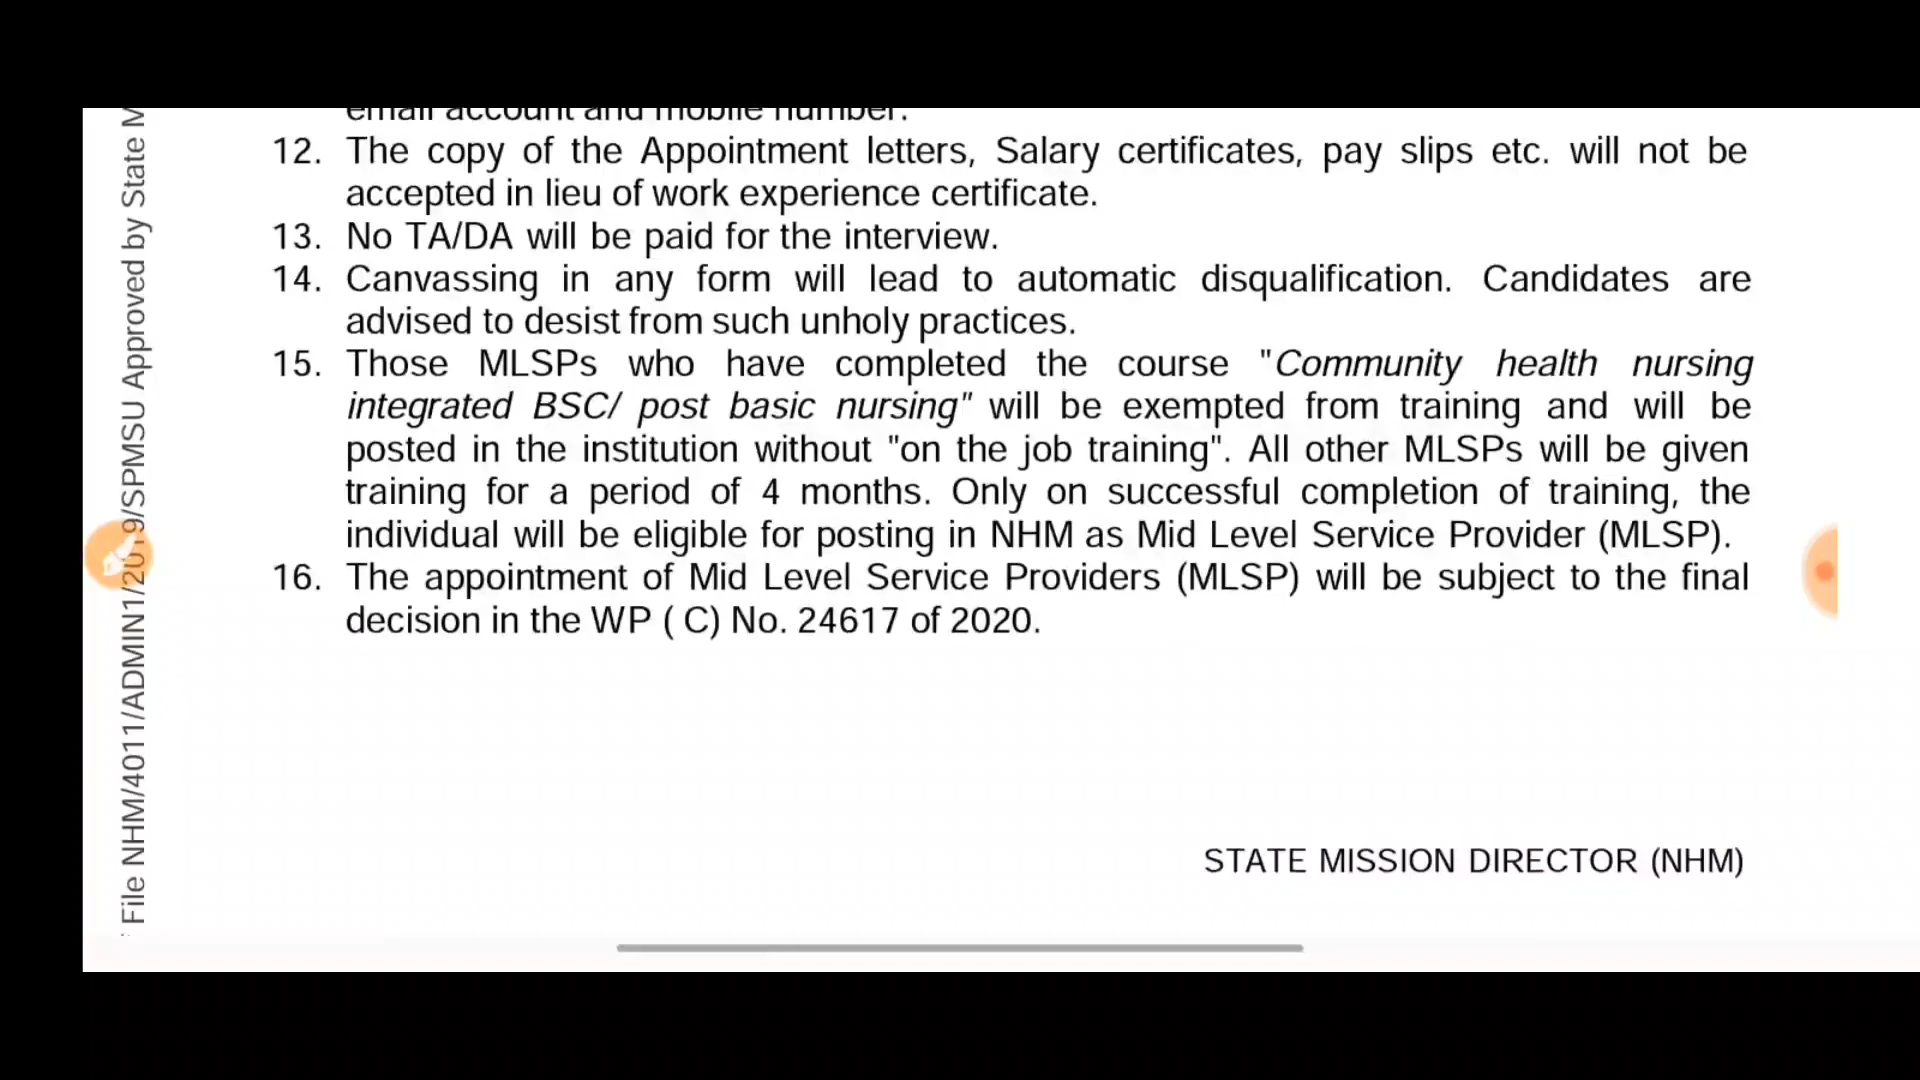 email account and mobile number.
12. The copy of the Appointment letters, Salary certificates, pay slips etc. will not be
accepted in lieu of work experience certificate.
13. No TA/DA will be paid for the interview.
14. Canvassing in any form will lead to automatic disqualification. Candidates are
advised to desist from such unholy practices.
15. Those MLSPs who have completed the course "Community health nursing
integrated BSC/ post basic nursing" will be exempted from training and will be
posted in the institution without "on the job training". All other MLSPs will be given
training for a period of 4 months. Only on successful completion of training, the
individual will be eligible for posting in NHM as Mid Level Service Provider (MLSP).
16. The appointment of Mid Level Service Providers (MLSP) will be subject to the final
decision in the WP ( C) No. 24617 of 2020.
STATE MISSION DIRECTOR (NHM)
File NHM/4011/ADMIN1/2019/SPMSU Approved by State M